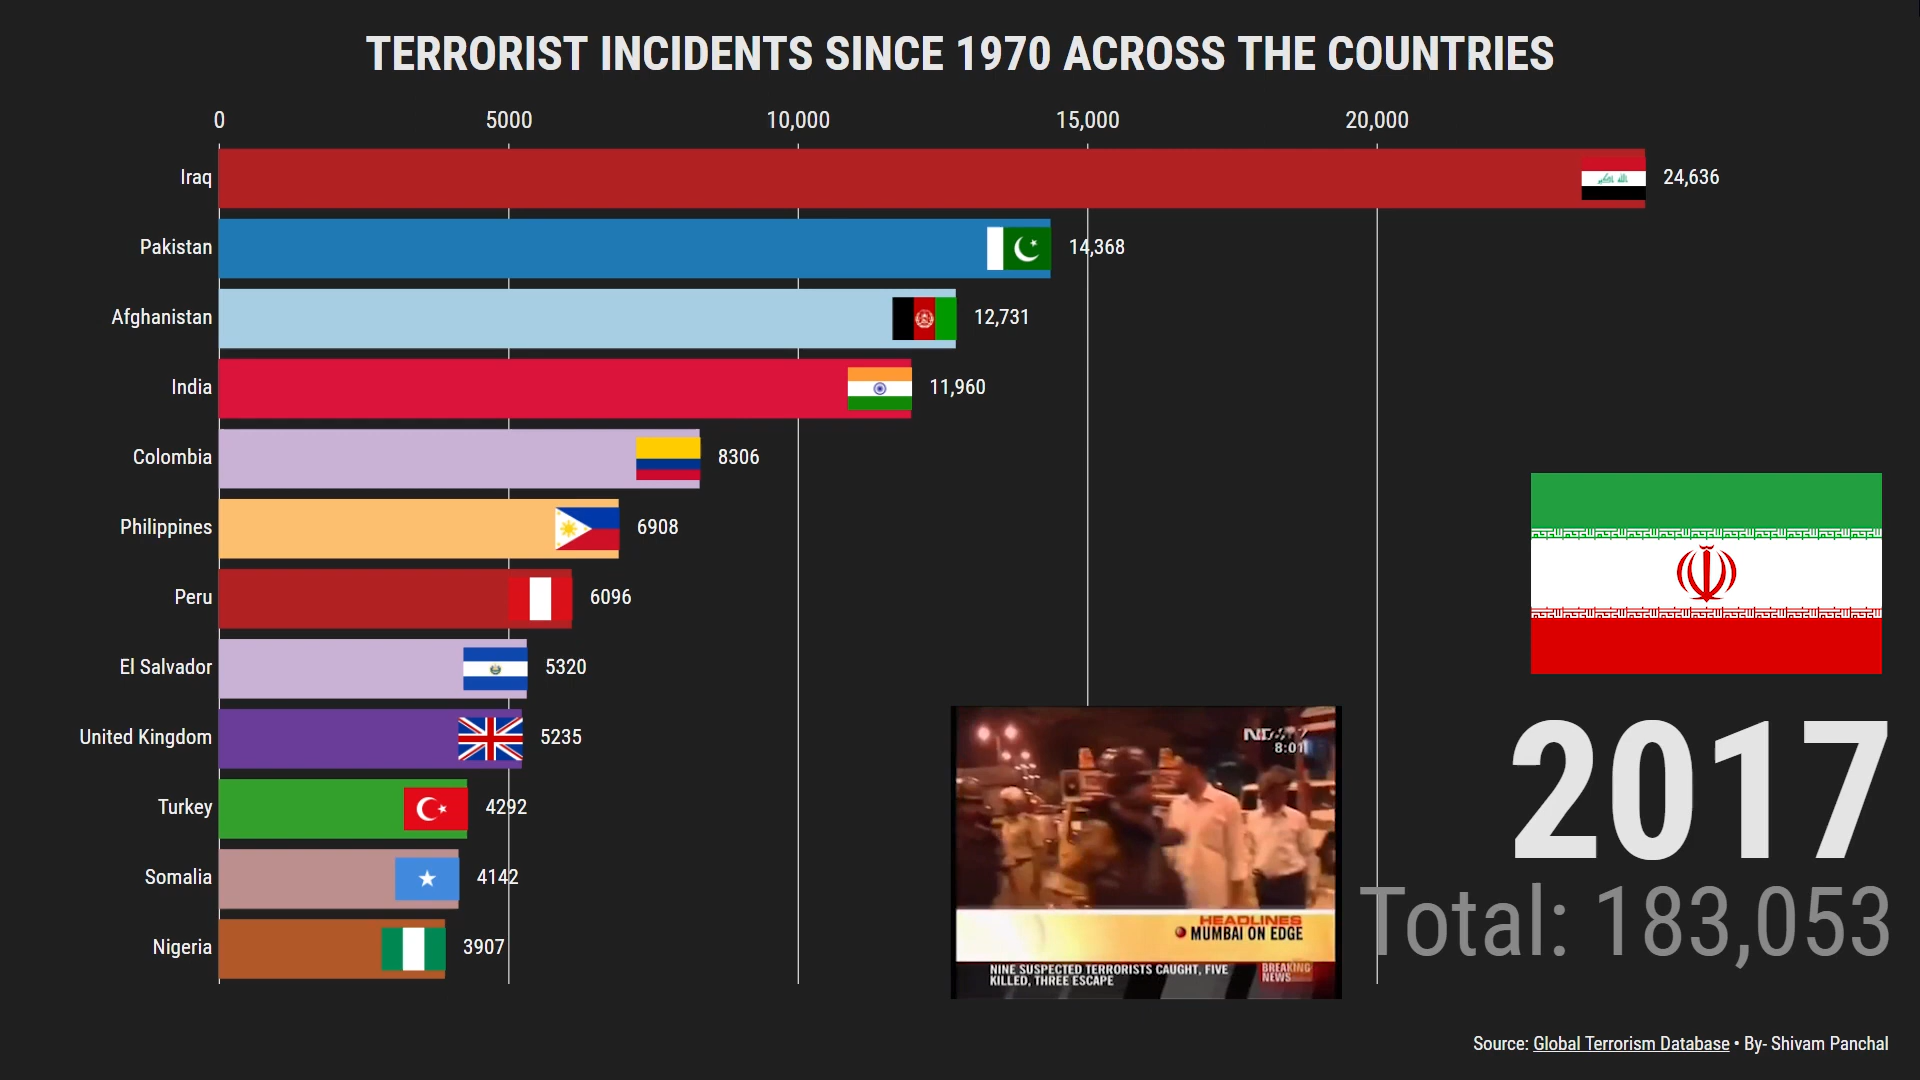 TERRORIST INCIDENTS SINCE 1970 ACROSS THE COUNTRIES
0 5000 10,000 15,000 20,000
Iraq 24,636
Pakistan 14,368
Afghanistan 12,731
India 11,960
Colombia 8306
Philippines 6908
Peru 6096
El Salvador 5320
United Kingdom 5235
Turkey 4292
Somalia 4142
Nigeria 3907
8:01
HEADLINES
MUMBAI ON EDGE
NINE SUSPECTED TERRORISTS CAUGHT, FIVE
KILLED, THREE ESCAPE
BREAKING
NEWS
2017
Total: 183,053
Source: Global Terrorism Database • By- Shivam Panchal